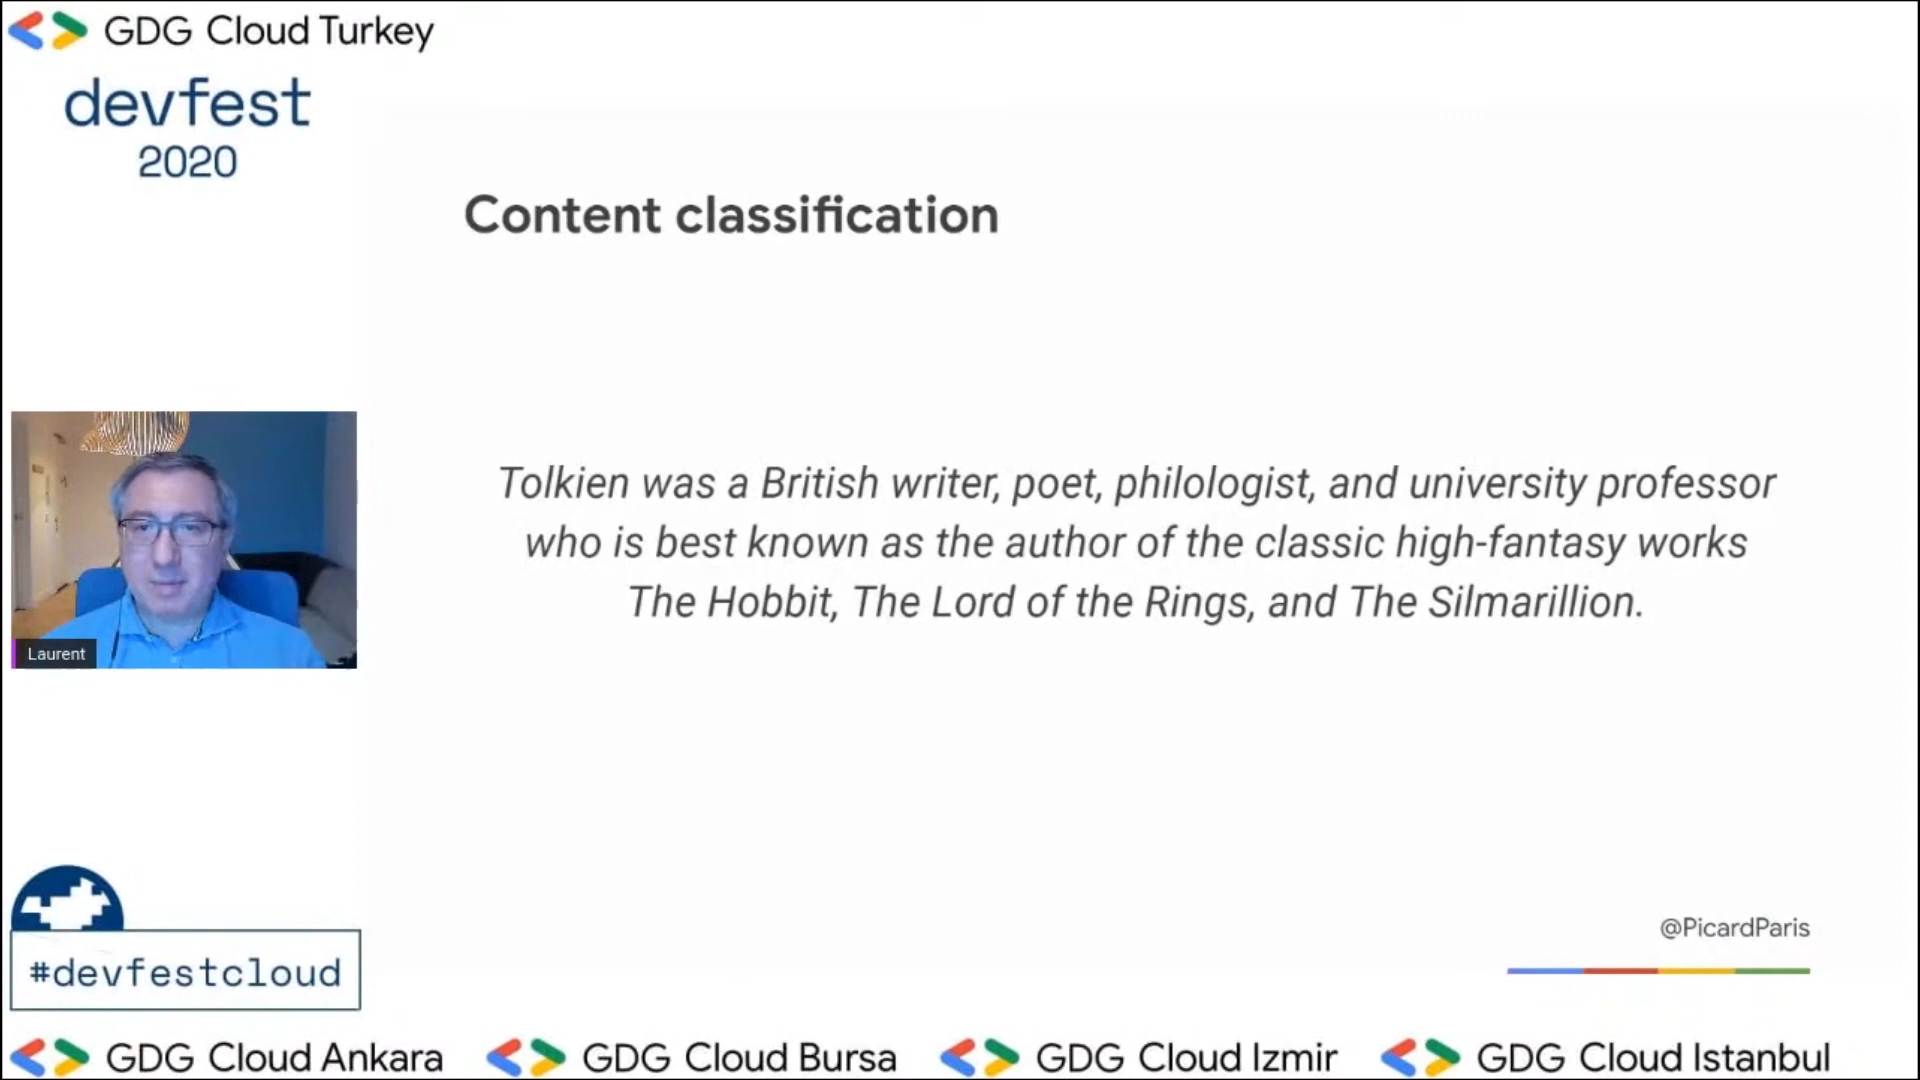 GDG Cloud Turkey
devfest
2020
Content classification
Tolkien was a British writer, poet, philologist, and university professor
who is best known as the author of the classic high-fantasy works
The Hobbit, The Lord of the Rings, and The Silmarillion.
Laurent
@PicardParis
#devfestcloud
GDG Cloud Ankara
GDG Cloud Bursa
GDG Cloud Izmir
GDG Cloud Istanbul